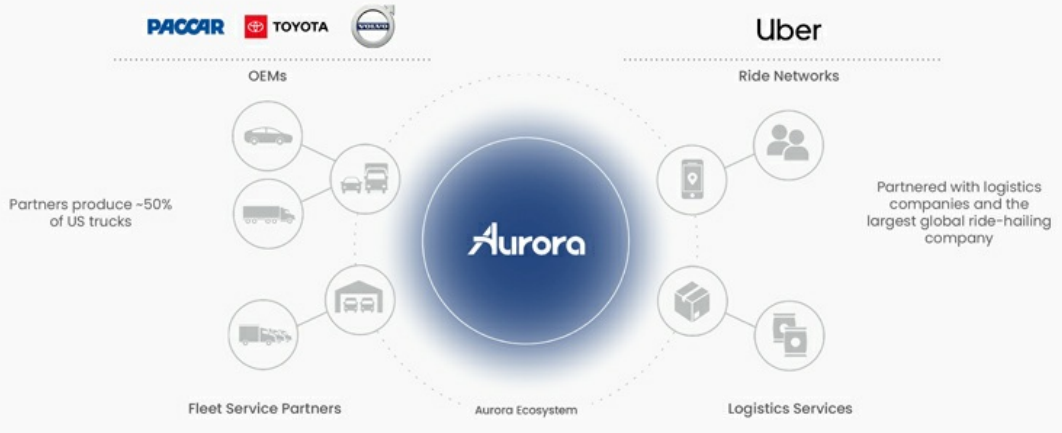 PACCAR TOYOTA VOLVO
Uber
OEMs
Ride Networks
Partners produce ~50%
of US trucks
Aurora
Partnered with logistics
companies and the
largest global ride-hailing
company
Fleet Service Partners
Aurora Ecosystem
Logistics Services